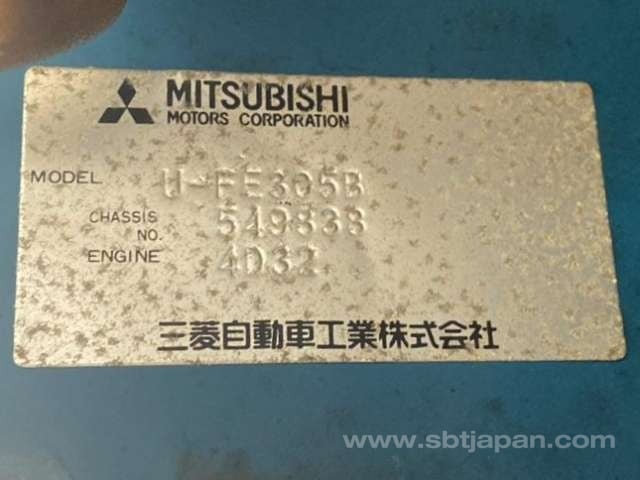 MITSUBISHI
MOTORS CORPORATION
MODEL U-FE305B
CHASSIS NO. 549833
ENGINE 4D32
三菱自動車工業株式会社
www.sbtjapan.com